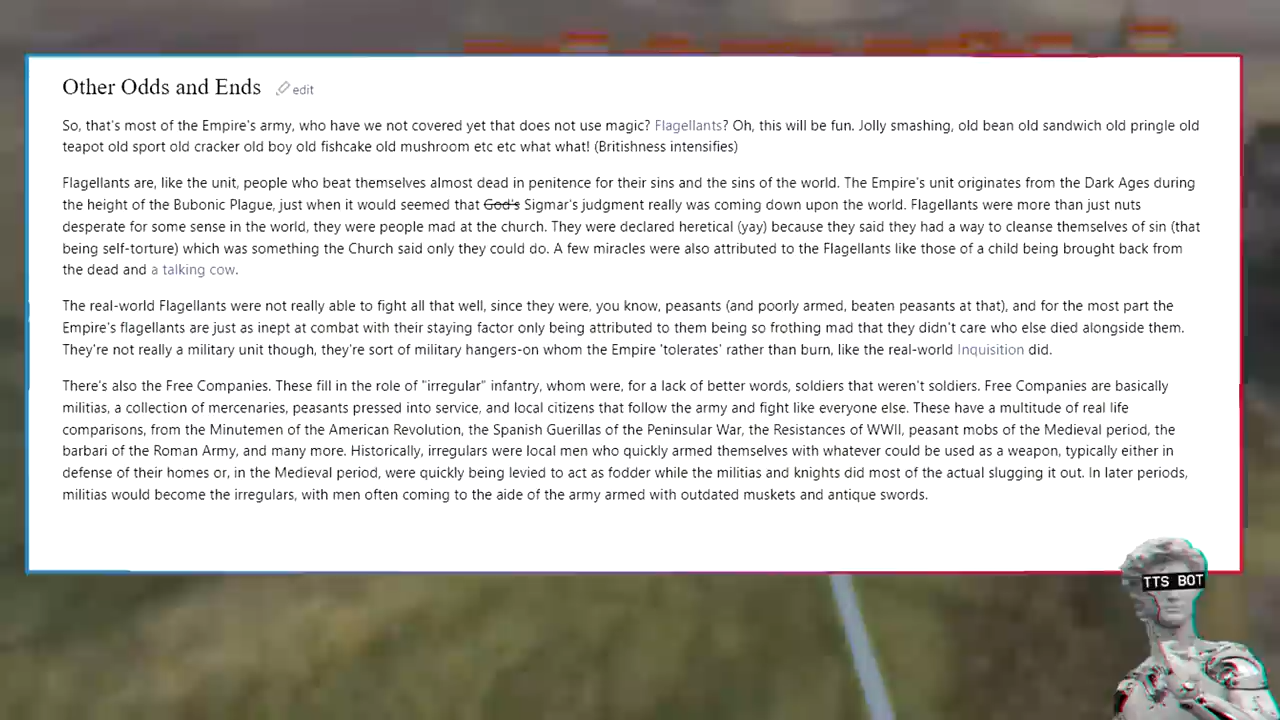 Other Odds and Ends edit
So, that's most of the Empire's army, who have we not covered yet that does not use magic? Flagellants? Oh, this will be fun. Jolly smashing, old bean old sandwich old pringle old
teapot old sport old cracker old boy old fishcake old mushroom etc etc what what! (Britishness intensifies)
Flagellants are, like the unit, people who beat themselves almost dead in penitence for their sins and the sins of the world. The Empire's unit originates from the Dark Ages during
the height of the Bubonic Plague, just when it would seemed that God's Sigmar's judgment really was coming down upon the world. Flagellants were more than just nuts
desperate for some sense in the world, they were people mad at the church. They were declared heretical (yay) because they said they had a way to cleanse themselves of sin (that
being self-torture) which was something the Church said only they could do. A few miracles were also attributed to the Flagellants like those of a child being brought back from
the dead and a talking cow.
The real-world Flagellants were not really able to fight all that well, since they were, you know, peasants (and poorly armed, beaten peasants at that), and for the most part the
Empire's flagellants are just as inept at combat with their staying factor only being attributed to them being so frothing mad that they didn't care who else died alongside them.
They're not really a military unit though, they're sort of military hangers-on whom the Empire 'tolerates' rather than burn, like the real-world Inquisition did.
There's also the Free Companies. These fill in the role of "irregular" infantry, whom were, for a lack of better words, soldiers that weren't soldiers. Free Companies are basically
militias, a collection of mercenaries, peasants pressed into service, and local citizens that follow the army and fight like everyone else. These have a multitude of real life
comparisons, from the Minutemen of the American Revolution, the Spanish Guerillas of the Peninsular War, the Resistances of WWII, peasant mobs of the Medieval period, the
barbari of the Roman Army, and many more. Historically, irregulars were local men who quickly armed themselves with whatever could be used as a weapon, typically either in
defense of their homes or, in the Medieval period, were quickly being levied to act as fodder while the militias and knights did most of the actual slugging it out. In later periods,
militias would become the irregulars, with men often coming to the aide of the army armed with outdated muskets and antique swords.
TTS BOT